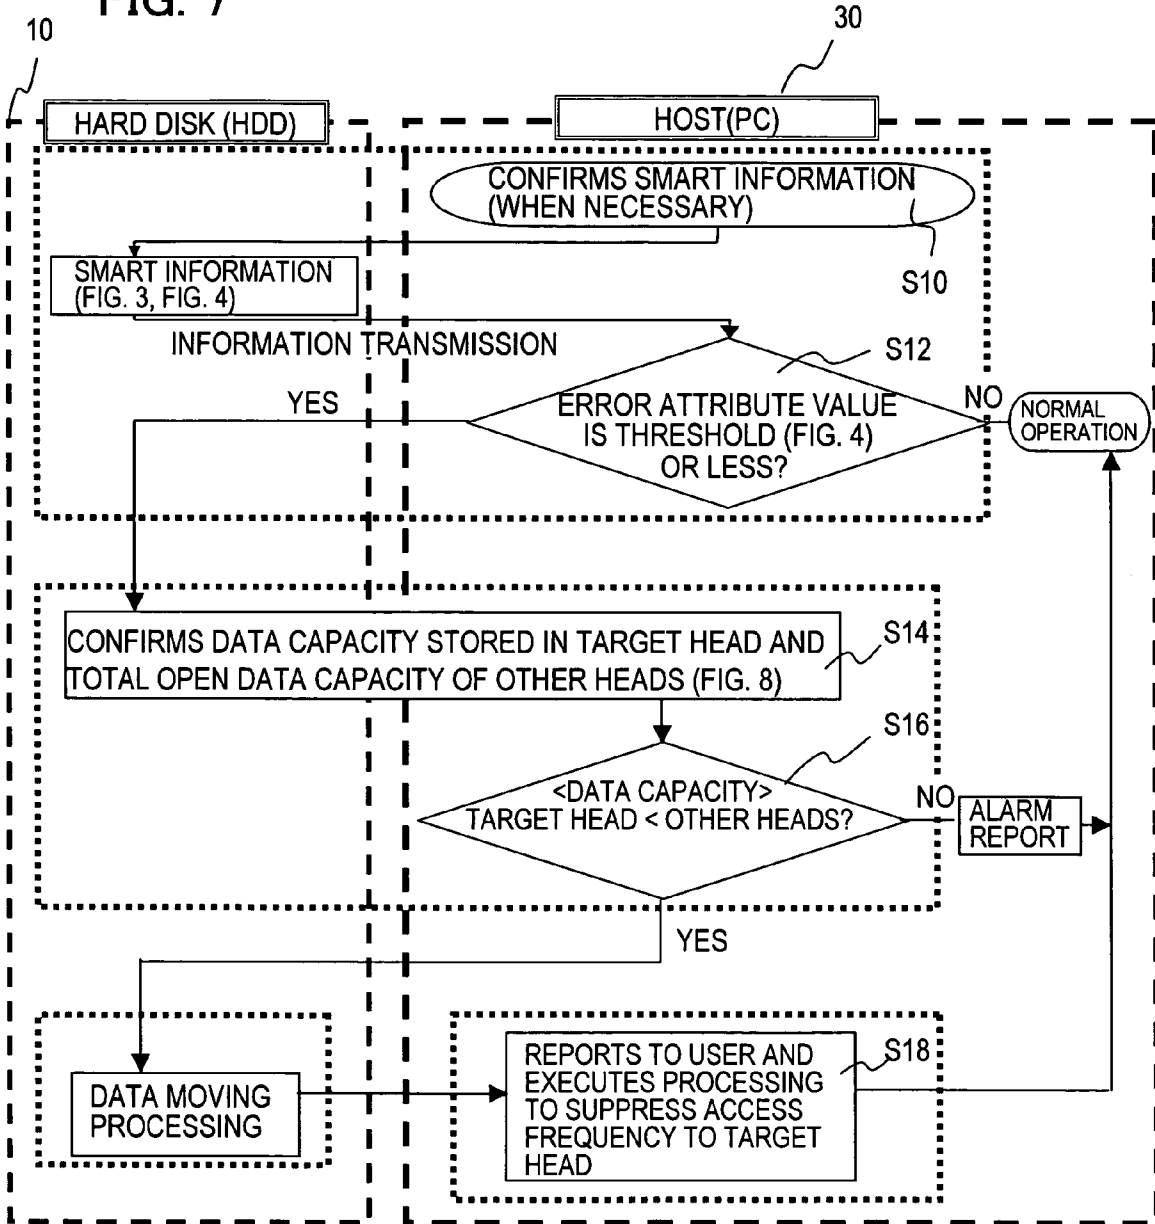 FIG. 7
10
30
HARD DISK (HDD)
HOST(PC)
CONFIRMS SMART INFORMATION
(WHEN NECESSARY)
S10
SMART INFORMATION
(FIG. 3, FIG. 4)
INFORMATION TRANSMISSION
S12
YES
ERROR ATTRIBUTE VALUE
IS THRESHOLD (FIG. 4)
OR LESS?
NO
NORMAL
OPERATION
CONFIRMS DATA CAPACITY STORED IN TARGET HEAD AND
TOTAL OPEN DATA CAPACITY OF OTHER HEADS (FIG. 8)
S14
S16
<DATA CAPACITY>
TARGET HEAD < OTHER HEADS?
NO
ALARM
REPORT
YES
DATA MOVING
PROCESSING
REPORTS TO USER AND
EXECUTES PROCESSING
TO SUPPRESS ACCESS
FREQUENCY TO TARGET
HEAD
S18